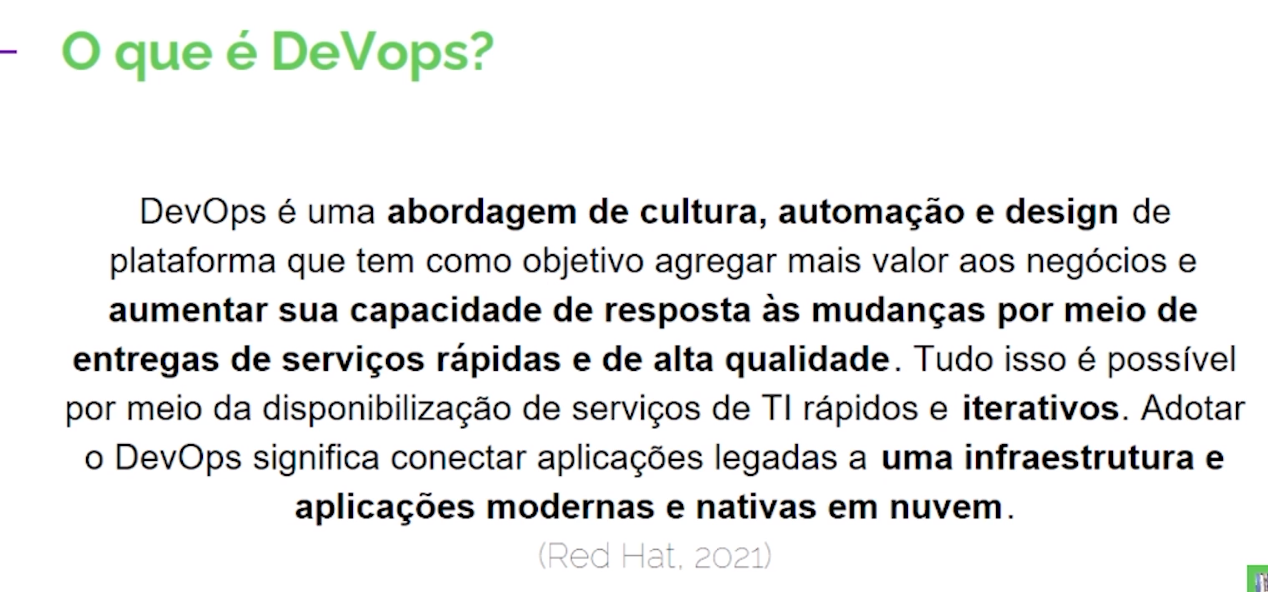 O que é DeVops?
DevOps é uma abordagem de cultura, automação e design de
plataforma que tem como objetivo agregar mais valor aos negócios e
aumentar sua capacidade de resposta às mudanças por meio de
entregas de serviços rápidas e de alta qualidade. Tudo isso é possível
por meio da disponibilização de serviços de TI rápidos e iterativos. Adotar
o DevOps significa conectar aplicações legadas a uma infraestrutura e
aplicações modernas e nativas em nuvem.
(Red Hat, 2021)